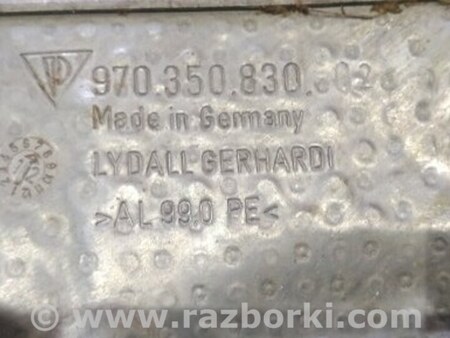 970.350.830.02
Made in Germany
LYDALL GERHARDI
>AL 99,0 PE<
© www.razborki.com